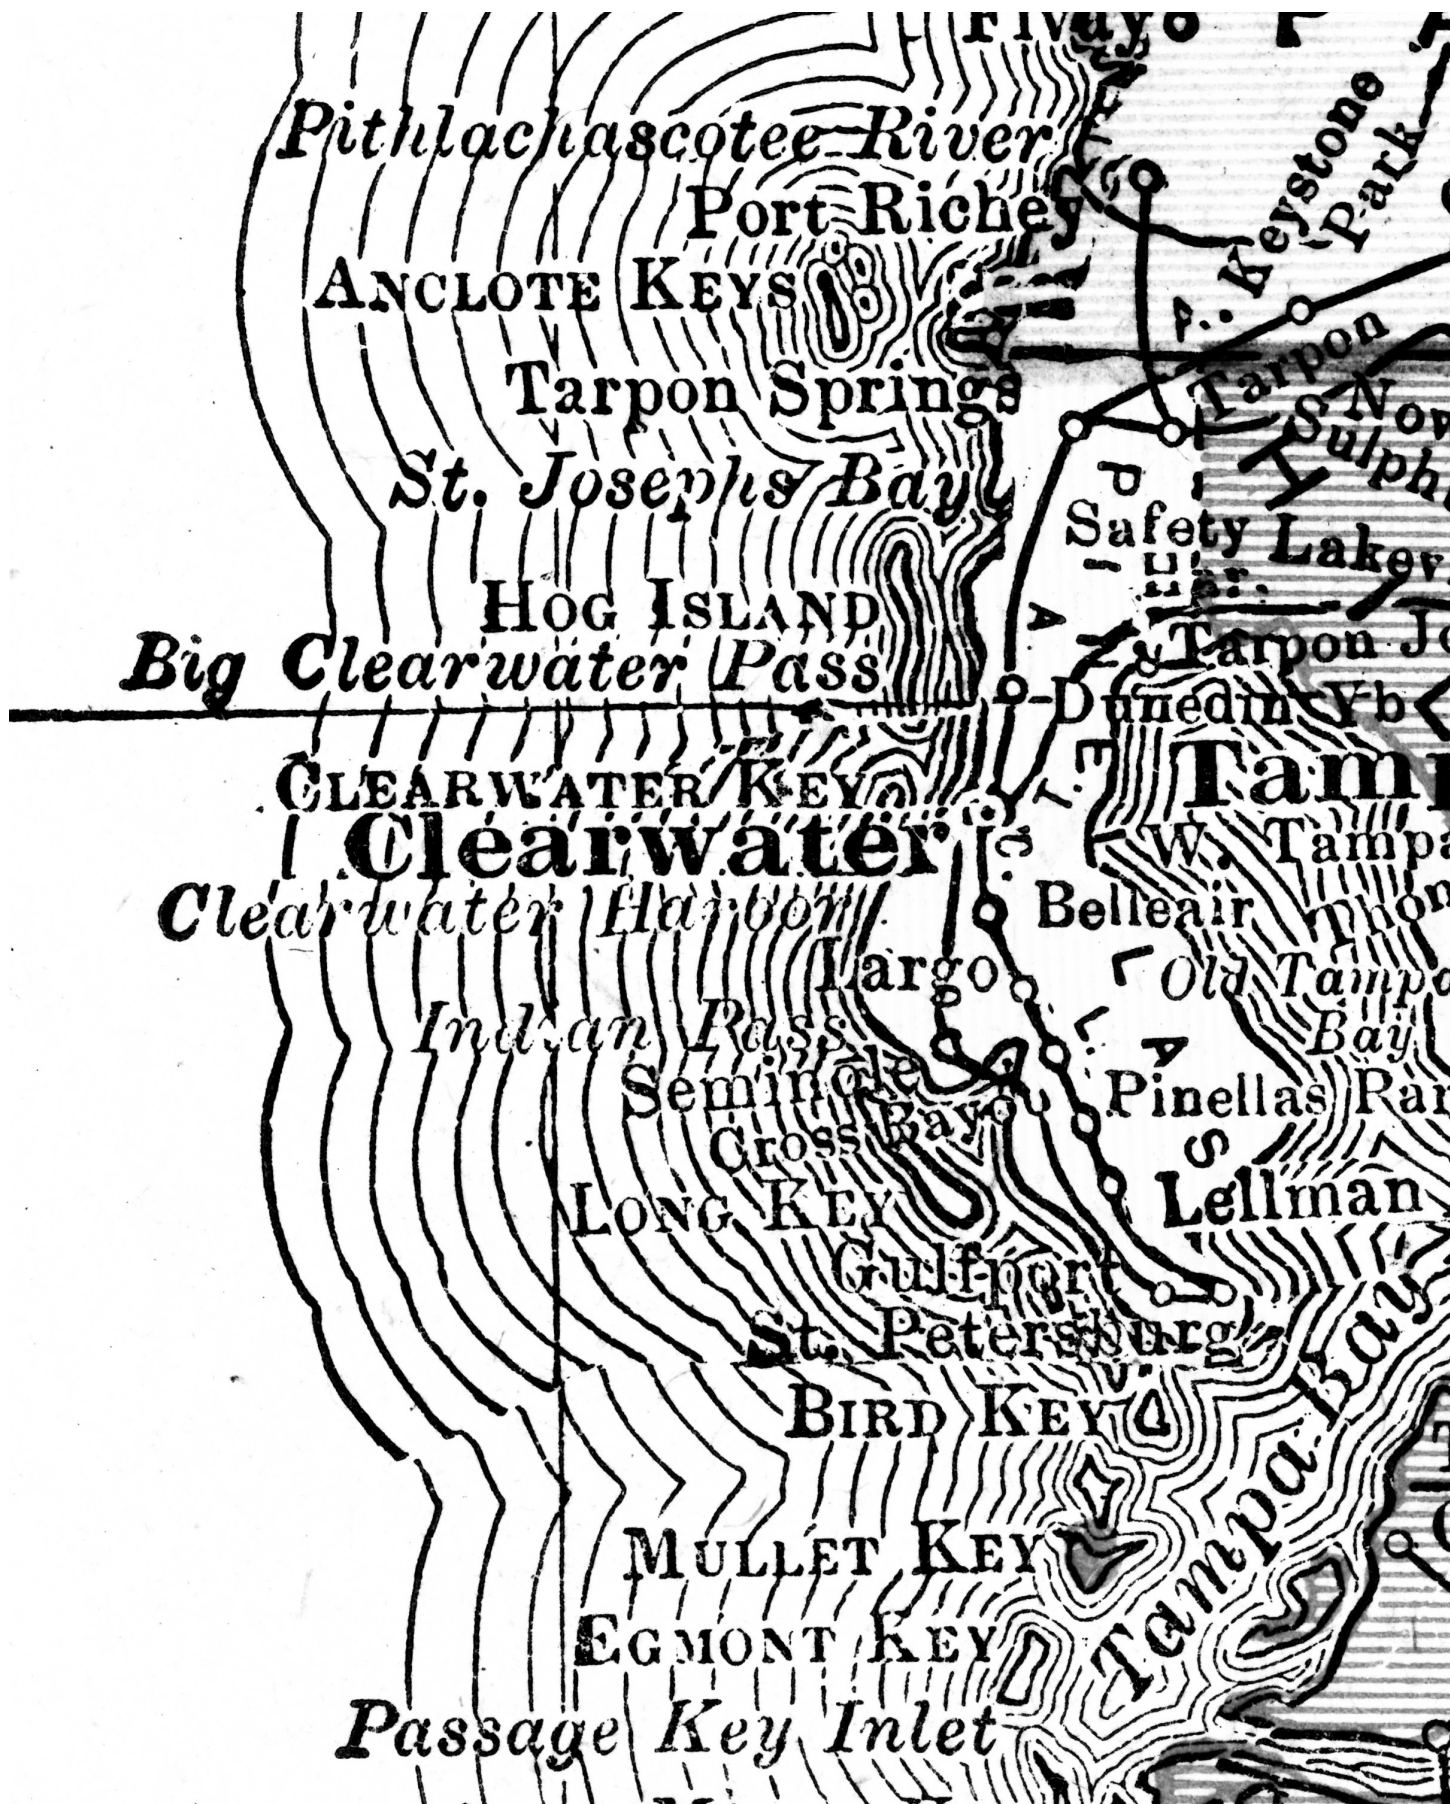 Pithlachascotee River
Port Richey
Keystone
Park
ANCLOTE KEYS
Tarpon Springs
Tarpon
St. Josephs Bay
Safety
Har.
HOG ISLAND
Big Clearwater Pass
Tarpon
Dunedin
CLEARWATER KEY
Clearwater
W. Tampa
Clearwater Harbor
Belleair
Largo
Old Tampa
Bay
Indian Pass
Seminole
Cross Bayou
PINELLAS
LONG KEY
Lellman
Gulfport
St. Petersburg
BIRD KEY
MULLET KEY
Tampa Bay
EGMONT KEY
Passage Key Inlet